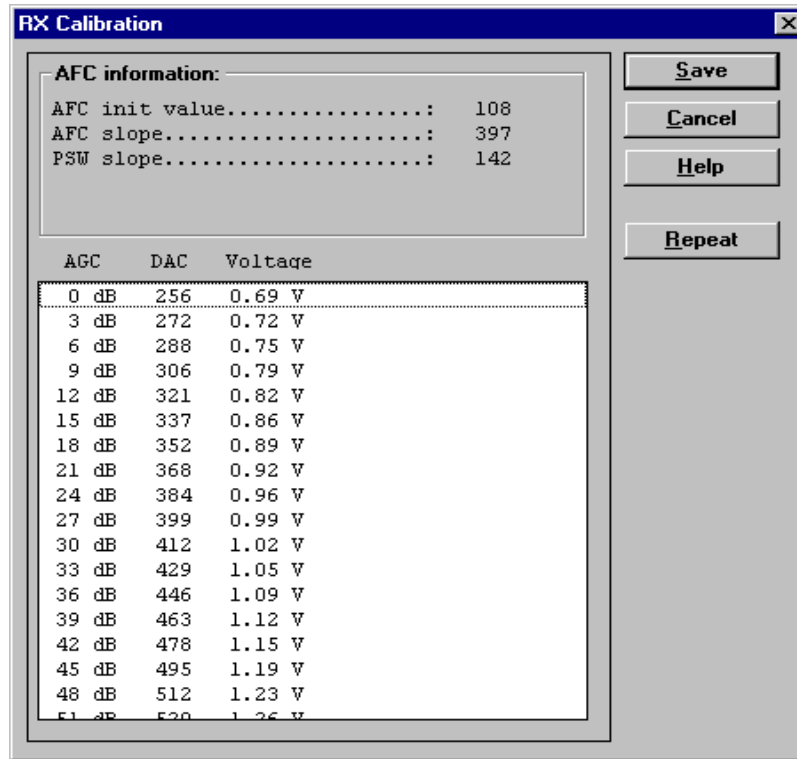 RX Calibration
AFC information:
AFC init value................: 108
AFC slope.....................: 397
PSW slope.....................: 142
Save
Cancel
Help
Repeat
AGC DAC Voltage
0 dB 256 0.69 V
3 dB 272 0.72 V
6 dB 288 0.75 V
9 dB 306 0.79 V
12 dB 321 0.82 V
15 dB 337 0.86 V
18 dB 352 0.89 V
21 dB 368 0.92 V
24 dB 384 0.96 V
27 dB 399 0.99 V
30 dB 412 1.02 V
33 dB 429 1.05 V
36 dB 446 1.09 V
39 dB 463 1.12 V
42 dB 478 1.15 V
45 dB 495 1.19 V
48 dB 512 1.23 V